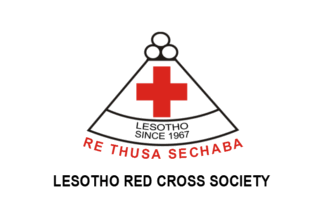 LESOTHO
SINCE 1967
RE THUSA SECHABA
LESOTHO RED CROSS SOCIETY